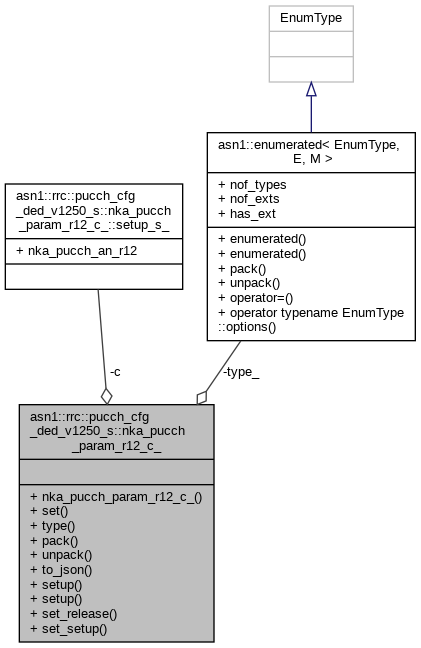 EnumType
asn1::enumerated< EnumType,
E, M >
+ nof_types
+ nof_exts
+ has_ext
+ enumerated()
+ enumerated()
+ pack()
+ unpack()
+ operator=()
+ operator typename EnumType
::options()
asn1::rrc::pucch_cfg
_ded_v1250_s::nka_pucch
_param_r12_c_::setup_s_
+ nka_pucch_an_r12
-c
-type_
asn1::rrc::pucch_cfg
_ded_v1250_s::nka_pucch
_param_r12_c_
+ nka_pucch_param_r12_c_()
+ set()
+ type()
+ pack()
+ unpack()
+ to_json()
+ setup()
+ setup()
+ set_release()
+ set_setup()